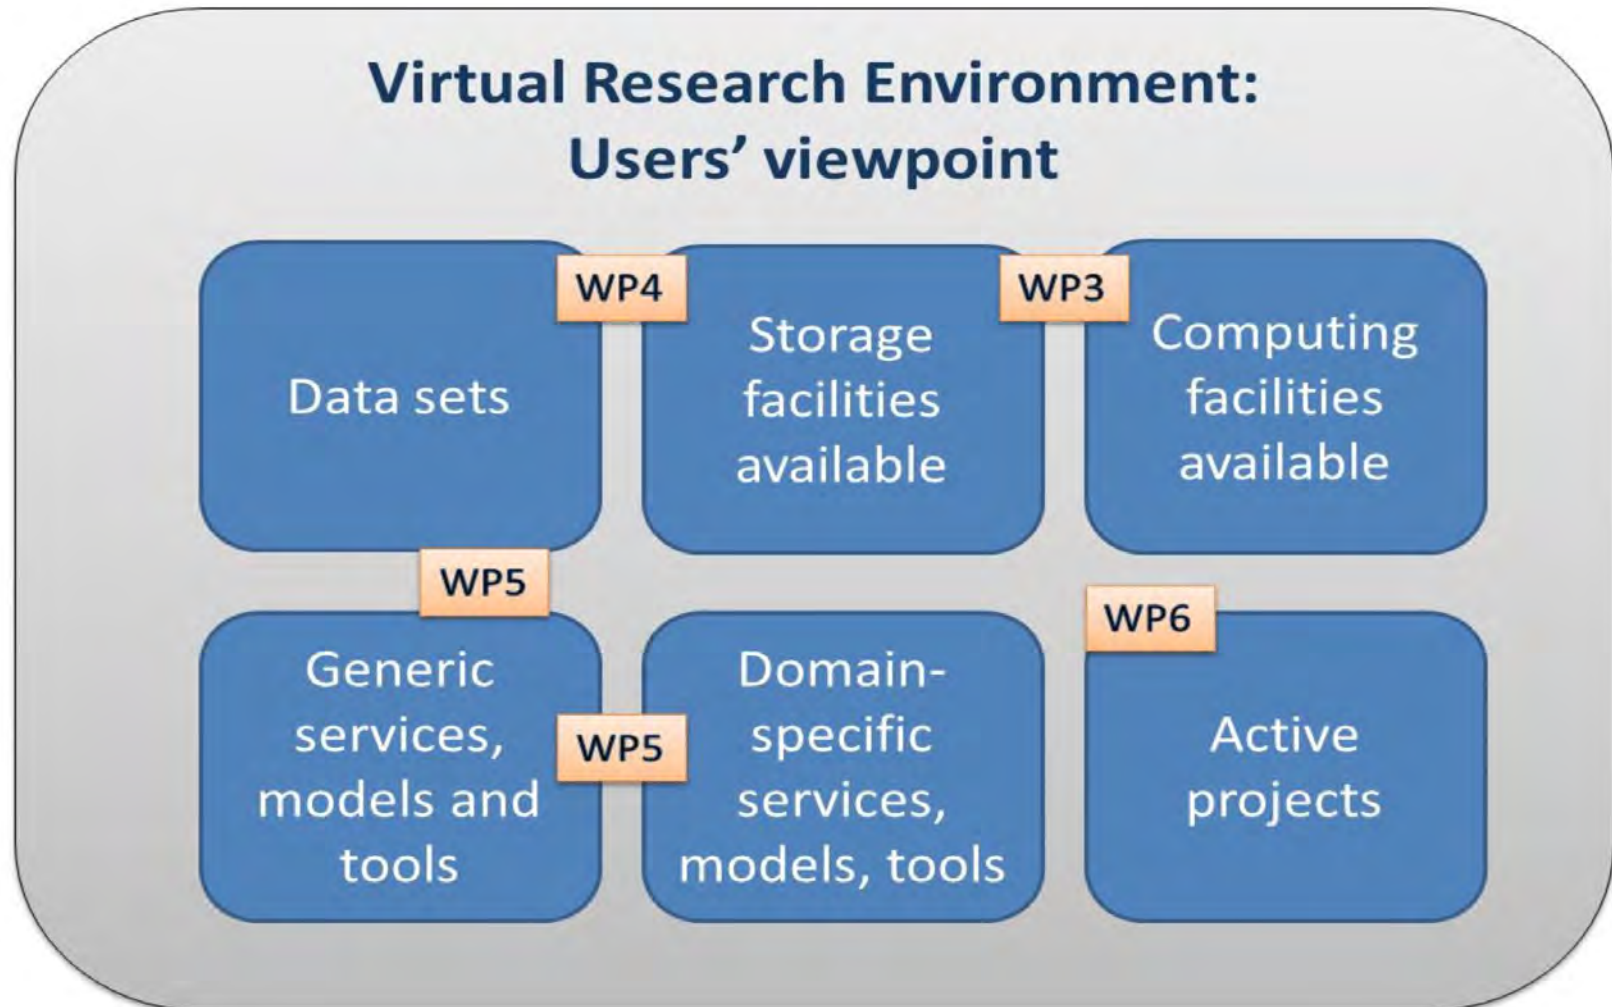 Virtual Research Environment:
Users’ viewpoint
Data sets
WP4
Storage
facilities
available
WP3
Computing
facilities
available
WP5
Generic
services,
models and
tools
WP5
Domain-
specific
services,
models, tools
WP6
Active
projects